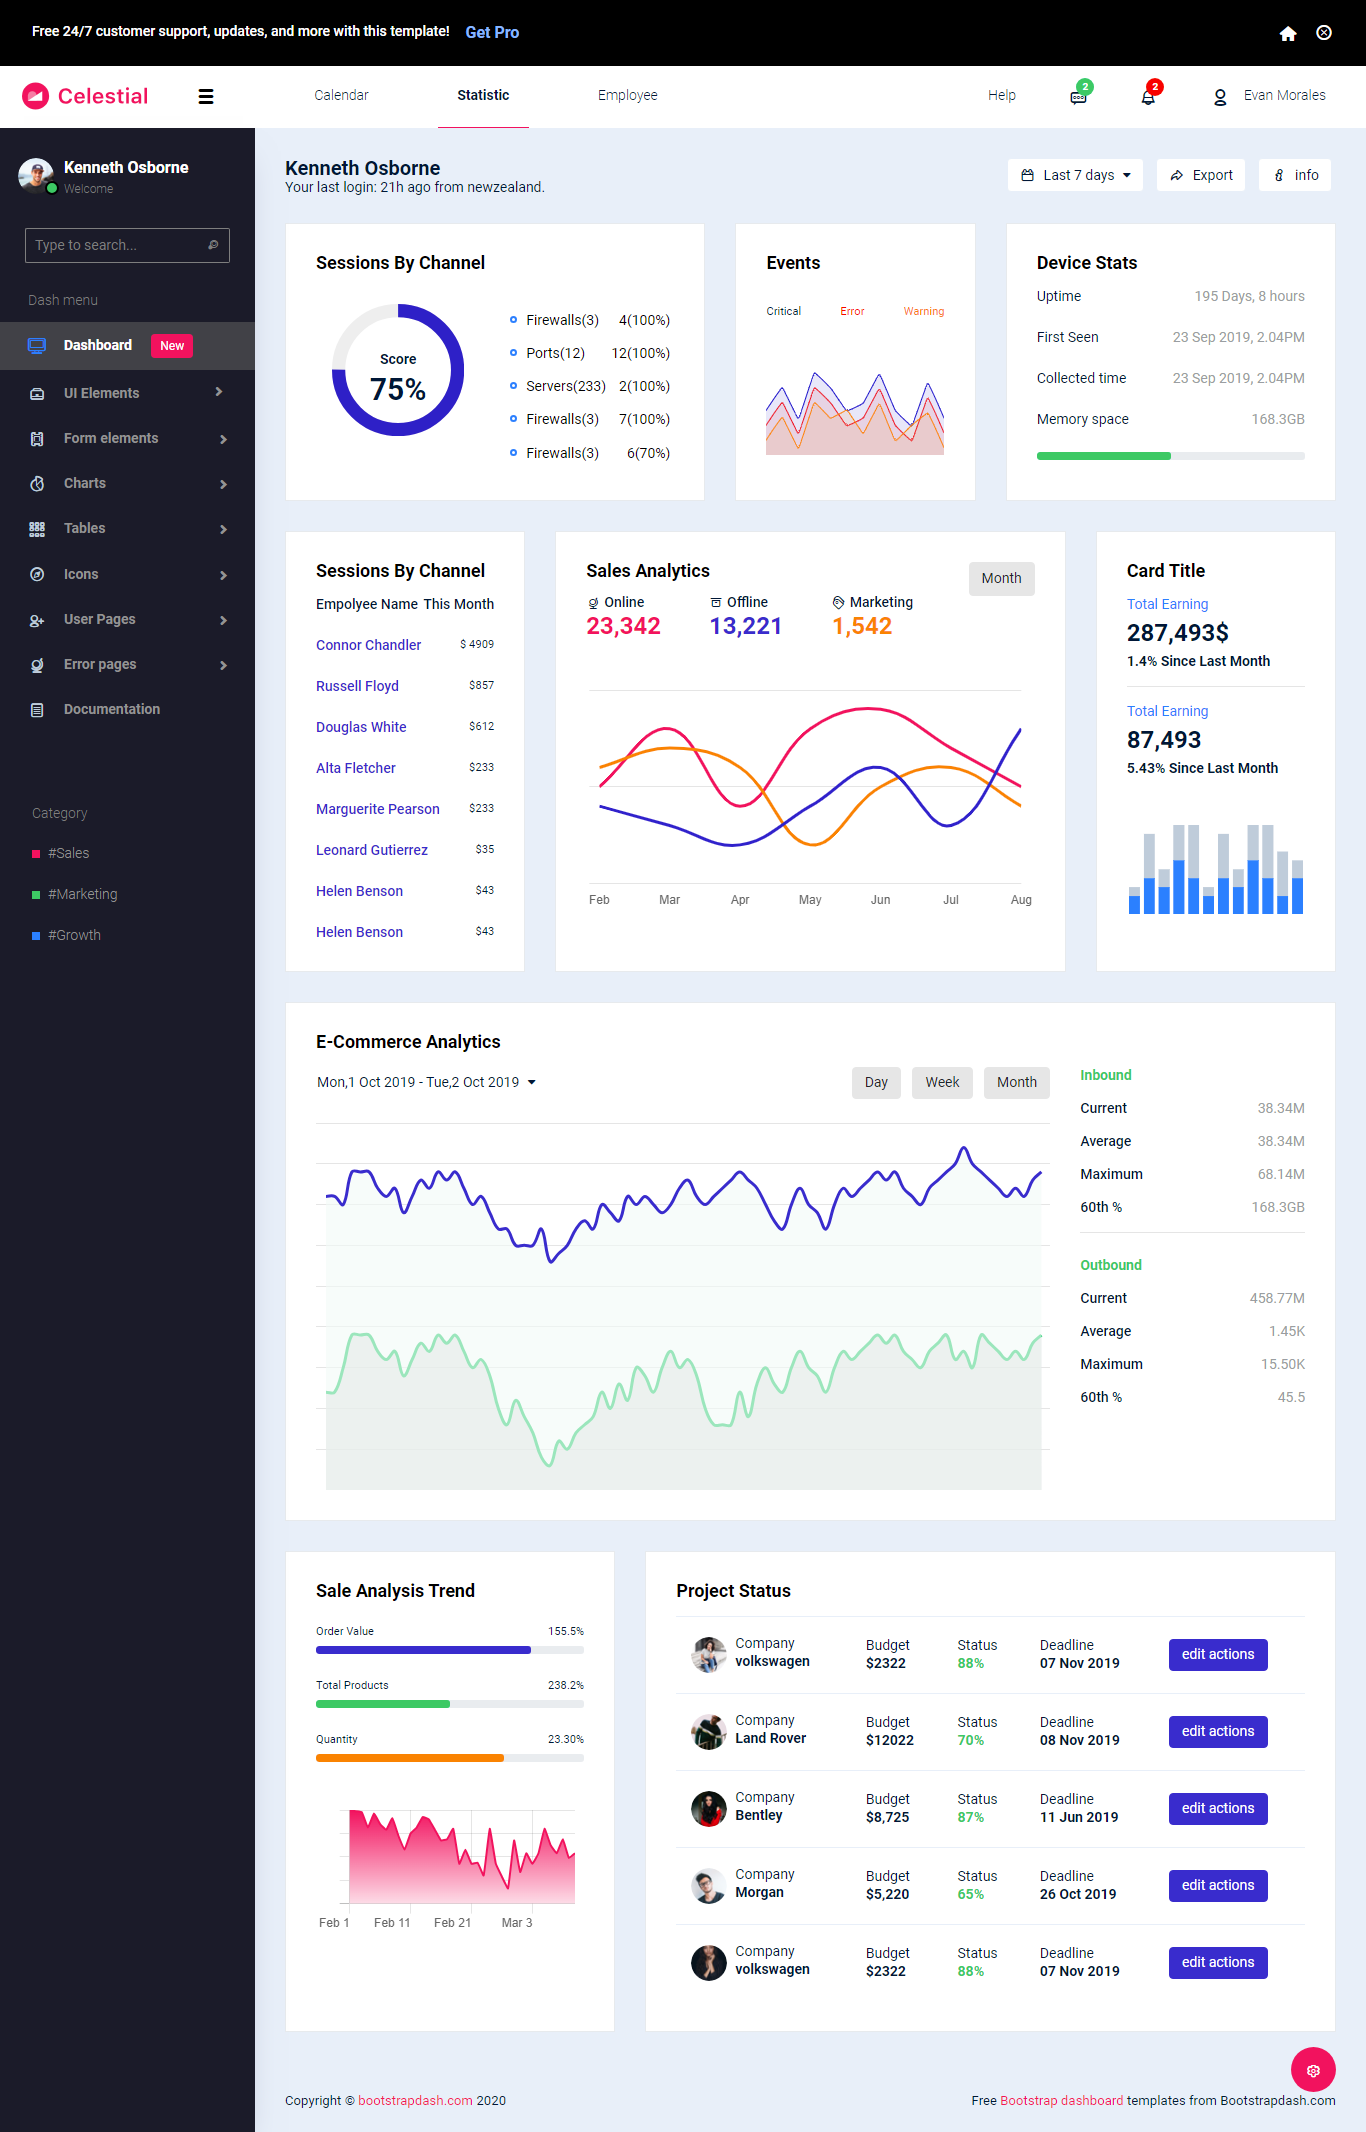 Free 24/7 customer support, updates, and more with this template! Get Pro
Celestial
Calendar Statistic Employee Help 2 2 Evan Morales
Kenneth Osborne
Welcome
Type to search...
Dash menu
Dashboard New
UI Elements
Form elements
Charts
Tables
Icons
User Pages
Error pages
Documentation
Category
#Sales
#Marketing
#Growth
Kenneth Osborne
Your last login: 21h ago from newzealand.
Last 7 days Export info
Sessions By Channel
Score
75%
Firewalls(3) 4(100%)
Ports(12) 12(100%)
Servers(233) 2(100%)
Firewalls(3) 7(100%)
Firewalls(3) 6(70%)
Events
Critical Error Warning
Device Stats
Uptime 195 Days, 8 hours
First Seen 23 Sep 2019, 2.04PM
Collected time 23 Sep 2019, 2.04PM
Memory space 168.3GB
Sessions By Channel
Empolyee Name This Month
Connor Chandler $ 4909
Russell Floyd $857
Douglas White $612
Alta Fletcher $233
Marguerite Pearson $233
Leonard Gutierrez $35
Helen Benson $43
Helen Benson $43
Sales Analytics
Month
Online Offline Marketing
23,342 13,221 1,542
Feb Mar Apr May Jun Jul Aug
Card Title
Total Earning
287,493$
1.4% Since Last Month
Total Earning
87,493
5.43% Since Last Month
E-Commerce Analytics
Mon,1 Oct 2019 - Tue,2 Oct 2019
Day Week Month
Inbound
Current 38.34M
Average 38.34M
Maximum 68.14M
60th % 168.3GB
Outbound
Current 458.77M
Average 1.45K
Maximum 15.50K
60th % 45.5
Sale Analysis Trend
Order Value 155.5%
Total Products 238.2%
Quantity 23.30%
Feb 1 Feb 11 Feb 21 Mar 3
Project Status
Company Budget Status Deadline
volkswagen $2322 88% 07 Nov 2019
edit actions
Company Budget Status Deadline
Land Rover $12022 70% 08 Nov 2019
edit actions
Company Budget Status Deadline
Bentley $8,725 87% 11 Jun 2019
edit actions
Company Budget Status Deadline
Morgan $5,220 65% 26 Oct 2019
edit actions
Company Budget Status Deadline
volkswagen $2322 88% 07 Nov 2019
edit actions
Copyright © bootstrapdash.com 2020
Free Bootstrap dashboard templates from Bootstrapdash.com